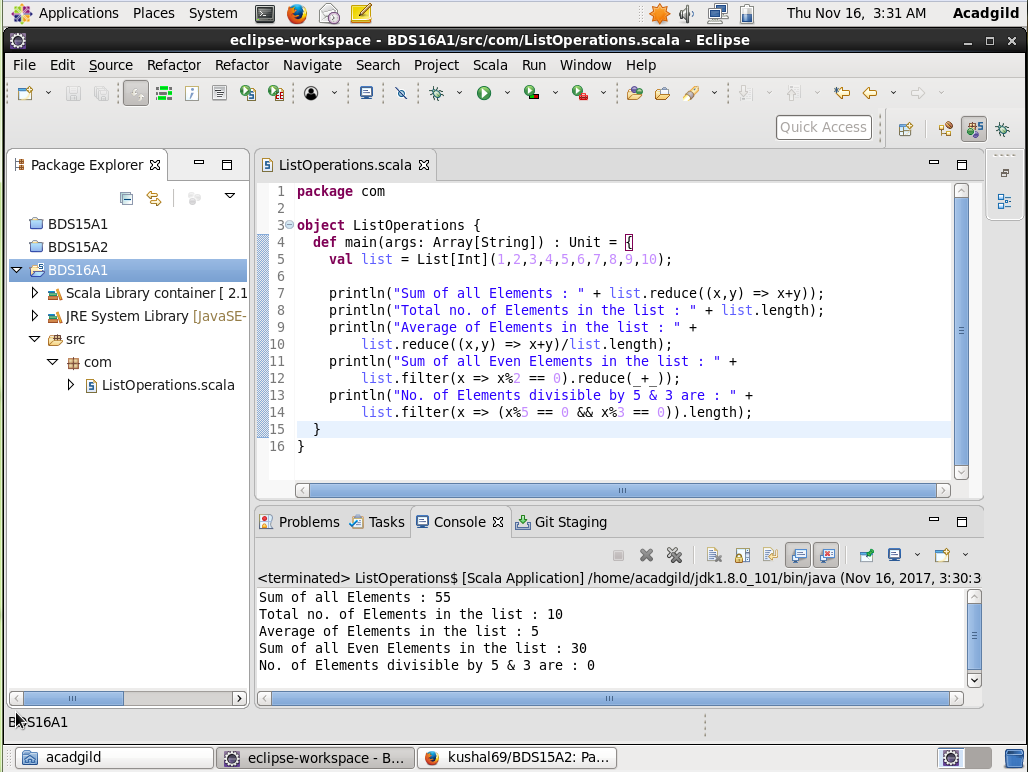 Applications Places System Thu Nov 16, 3:31 AM Acadgild
eclipse-workspace - BDS16A1/src/com/ListOperations.scala - Eclipse
File Edit Source Refactor Refactor Navigate Search Project Scala Run Window Help
Quick Access
Package Explorer
BDS15A1
BDS15A2
BDS16A1
Scala Library container [ 2.1
JRE System Library [JavaSE-
src
com
ListOperations.scala
ListOperations.scala
1 package com
2
3 object ListOperations {
4 def main(args: Array[String]) : Unit = {
5 val list = List[Int](1,2,3,4,5,6,7,8,9,10);
6
7 println("Sum of all Elements : " + list.reduce((x,y) => x+y));
8 println("Total no. of Elements in the list : " + list.length);
9 println("Average of Elements in the list : " +
10 list.reduce((x,y) => x+y)/list.length);
11 println("Sum of all Even Elements in the list : " +
12 list.filter(x => x%2 == 0).reduce(_+_));
13 println("No. of Elements divisible by 5 & 3 are : " +
14 list.filter(x => (x%5 == 0 && x%3 == 0)).length);
15 }
16 }
Problems Tasks Console Git Staging
<terminated> ListOperations$ [Scala Application] /home/acadgild/jdk1.8.0_101/bin/java (Nov 16, 2017, 3:30:3
Sum of all Elements : 55
Total no. of Elements in the list : 10
Average of Elements in the list : 5
Sum of all Even Elements in the list : 30
No. of Elements divisible by 5 & 3 are : 0
BDS16A1
acadgild eclipse-workspace - B... kushal69/BDS15A2: Pa...